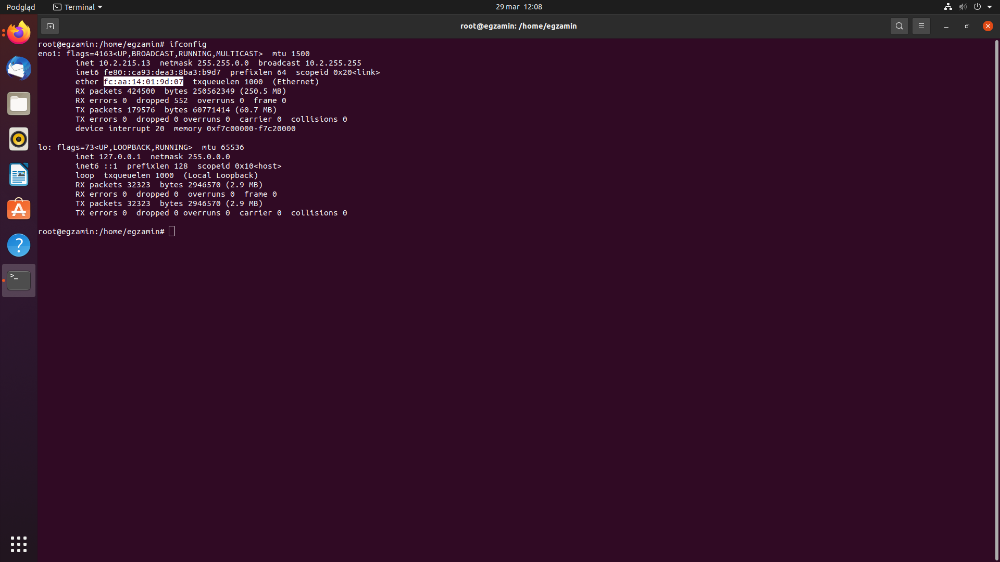 Podgląd Terminal 29 mar 12:08
root@egzamin: /home/egzamin
root@egzamin:/home/egzamin# ifconfig
eno1: flags=4163<UP,BROADCAST,RUNNING,MULTICAST>  mtu 1500
        inet 10.2.215.13  netmask 255.255.0.0  broadcast 10.2.255.255
        inet6 fe80::ca93:dea3:8ba3:b9d7  prefixlen 64  scopeid 0x20<link>
        ether fc:aa:14:01:9d:07  txqueuelen 1000  (Ethernet)
        RX packets 424500  bytes 250562349 (250.5 MB)
        RX errors 0  dropped 552  overruns 0  frame 0
        TX packets 179576  bytes 60771414 (60.7 MB)
        TX errors 0  dropped 0 overruns 0  carrier 0  collisions 0
        device interrupt 20  memory 0xf7c00000-f7c20000

lo: flags=73<UP,LOOPBACK,RUNNING>  mtu 65536
        inet 127.0.0.1  netmask 255.0.0.0
        inet6 ::1  prefixlen 128  scopeid 0x10<host>
        loop  txqueuelen 1000  (Local Loopback)
        RX packets 32323  bytes 2946570 (2.9 MB)
        RX errors 0  dropped 0  overruns 0  frame 0
        TX packets 32323  bytes 2946570 (2.9 MB)
        TX errors 0  dropped 0 overruns 0  carrier 0  collisions 0

root@egzamin:/home/egzamin#